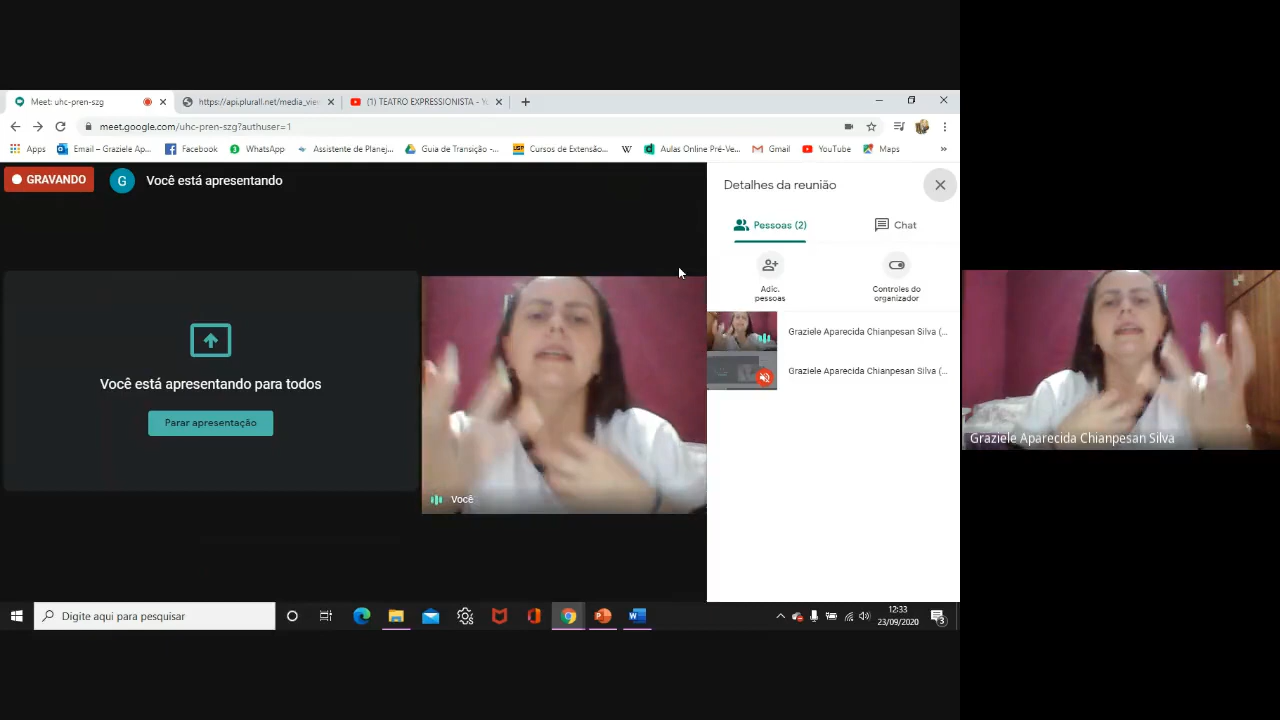 Meet: uhc-pren-szg
https://api.plurall.net/media_vie
(1) TEATRO EXPRESSIONISTA - Yo
meet.google.com/uhc-pren-szg?authuser=1
Apps
Email – Graziele Ap...
Facebook
WhatsApp
Assistente de Planej...
Guia de Transição -...
USP Cursos de Extensão...
W
Aulas Online Pré-Ve...
Gmail
YouTube
Maps
»
GRAVANDO
G
Você está apresentando
Detalhes da reunião
Pessoas (2)
Chat
Adic.
pessoas
Controles do
organizador
Graziele Aparecida Chianpesan Silva (...
Graziele Aparecida Chianpesan Silva (...
Você está apresentando para todos
Parar apresentação
Você
Graziele Aparecida Chianpesan Silva
Digite aqui para pesquisar
12:33
23/09/2020
3